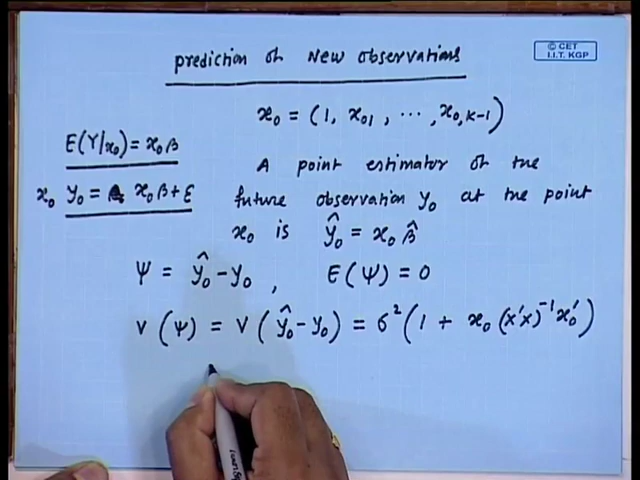 prediction of New observations
© CET
I.I.T. KGP
x₀ = (1, x₀₁, ..., x₀,ₖ₋₁)
E(Y/x₀) = x₀β
A point estimator of the
x₀ y₀ = x₀β + ε
future observation y₀ at the point
x₀ is ŷ₀ = x₀β̂
Ψ = ŷ₀ - y₀, E(Ψ) = 0
V(Ψ) = V(ŷ₀ - y₀) = σ²(1 + x₀(x'x)⁻¹x₀')